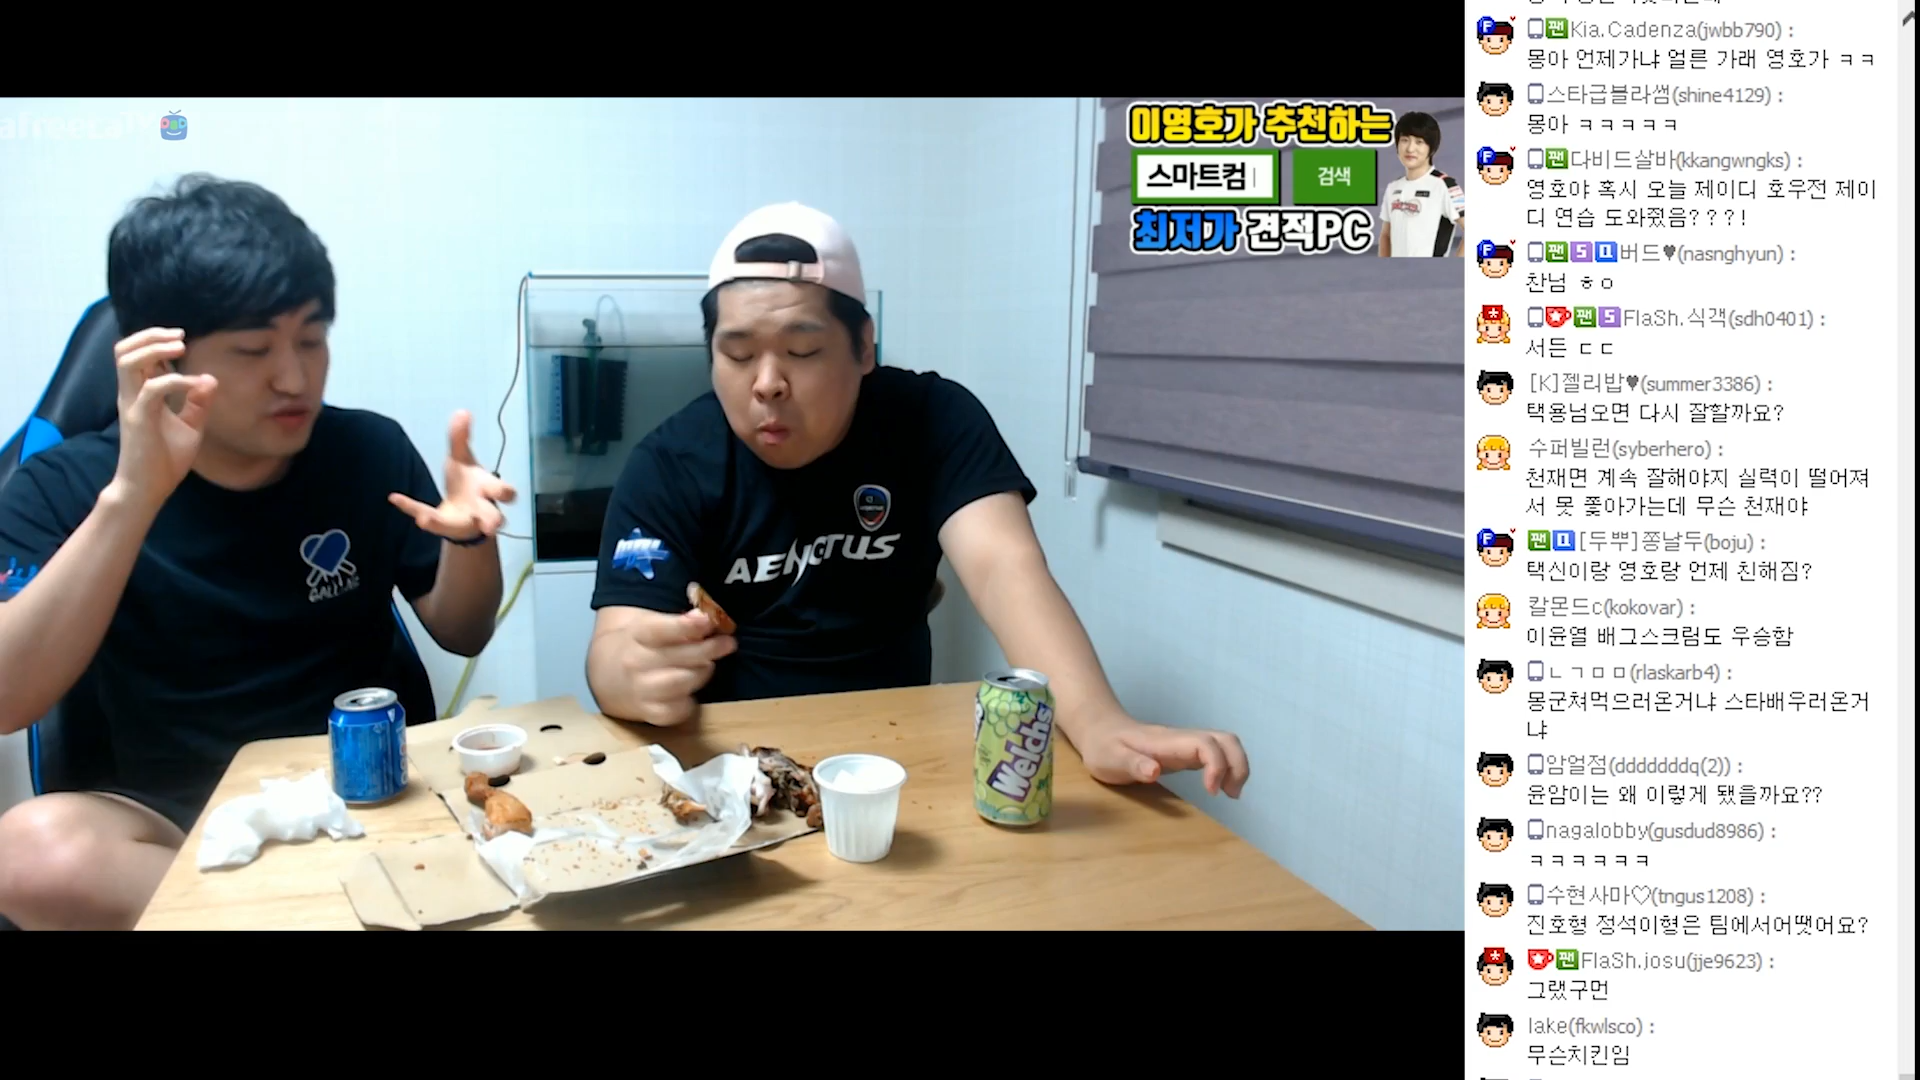 afreecaTV
이영호가 추천하는
스마트컴
검색
최저가 견적PC
AN
GALLING
Welchs
Kia.Cadenza(jwbb790) :
몽아 언제가냐 얼른 가래 영호가 ㅋㅋ
스타급블라쌤(shine4129) :
몽아 ㅋㅋㅋㅋㅋ
팬 다비드살바(kkangwngks) :
영호야 혹시 오늘 제이디 호우전 제이
디 연습 도와줬음???!
팬 S 버드♥(nasnghyun) :
찬님 ㅎㅇ
팬 S FlaSh.식객(sdh0401) :
서든 ㄷㄷ
[K]젤리밥♥(summer3386) :
택용님오면 다시 잘할까요?
수퍼빌런(syberhero) :
천재면 계속 잘해야지 실력이 떨어져
서 못 쫓아가는데 무슨 천재야
팬 [두뿌]쫑날두(boju) :
택신이랑 영호랑 언제 친해짐?
칼몬드c(kokovar) :
이윤열 배그스크림도 우승함
ㄴㄱㅁㅁ(rlaskarb4) :
몽군쳐먹으러온거냐 스타배우러온거
냐
암얼점(dddddddq(2)) :
윤암이는 왜 이렇게 됐을까요??
nagalobby(gusdud8986) :
ㅋㅋㅋㅋㅋㅋ
수현사마♡(tngus1208) :
진호형 정석이형은 팀에서어땟어요?
팬 FlaSh.josu(jje9623) :
그랬구먼
lake(fkwlsco) :
무슨치킨임